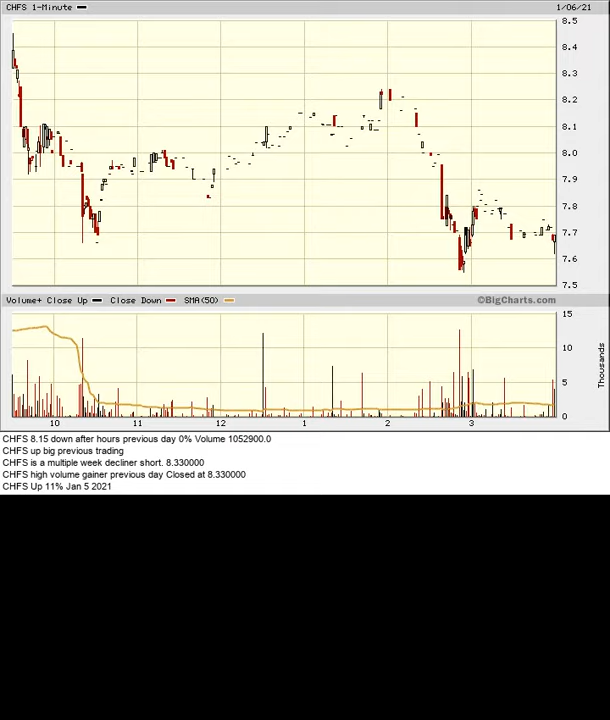 CHFS 1-Minute 1/06/21
8.5
8.4
8.3
8.2
8.1
8.0
7.9
7.8
7.7
7.6
7.5
Volume+ Close Up Close Down SMA(50) ©BigCharts.com
15
10
5
0
Thousands
10 11 12 1 2 3
CHFS 8.15 down after hours previous day 0% Volume 1052900.0
CHFS up big previous trading
CHFS is a multiple week decliner short. 8.330000
CHFS high volume gainer previous day Closed at 8.330000
CHFS Up 11% Jan 5 2021